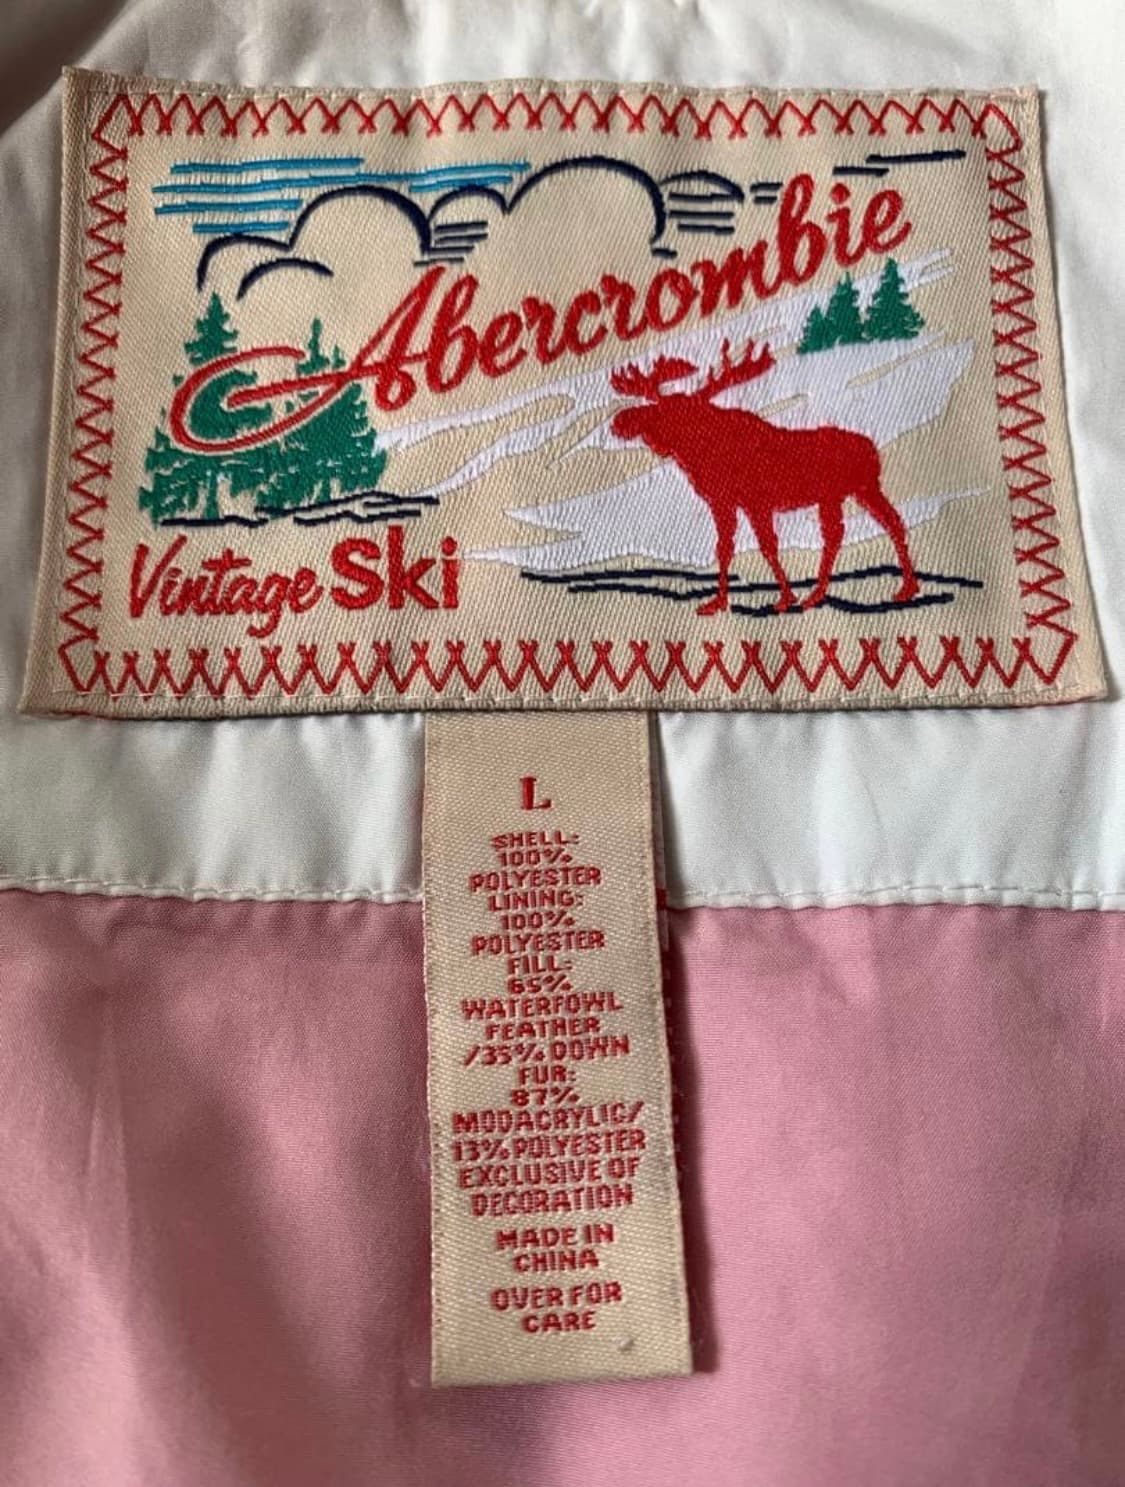 Abercrombie
Vintage Ski
L
SHELL:
100%
POLYESTER
LINING:
100%
POLYESTER
FILL:
65%
WATERFOWL
FEATHER
/35% DOWN
FUR:
87%
MODACRYLIC/
13% POLYESTER
EXCLUSIVE OF
DECORATION
MADE IN
CHINA
OVER FOR
CARE